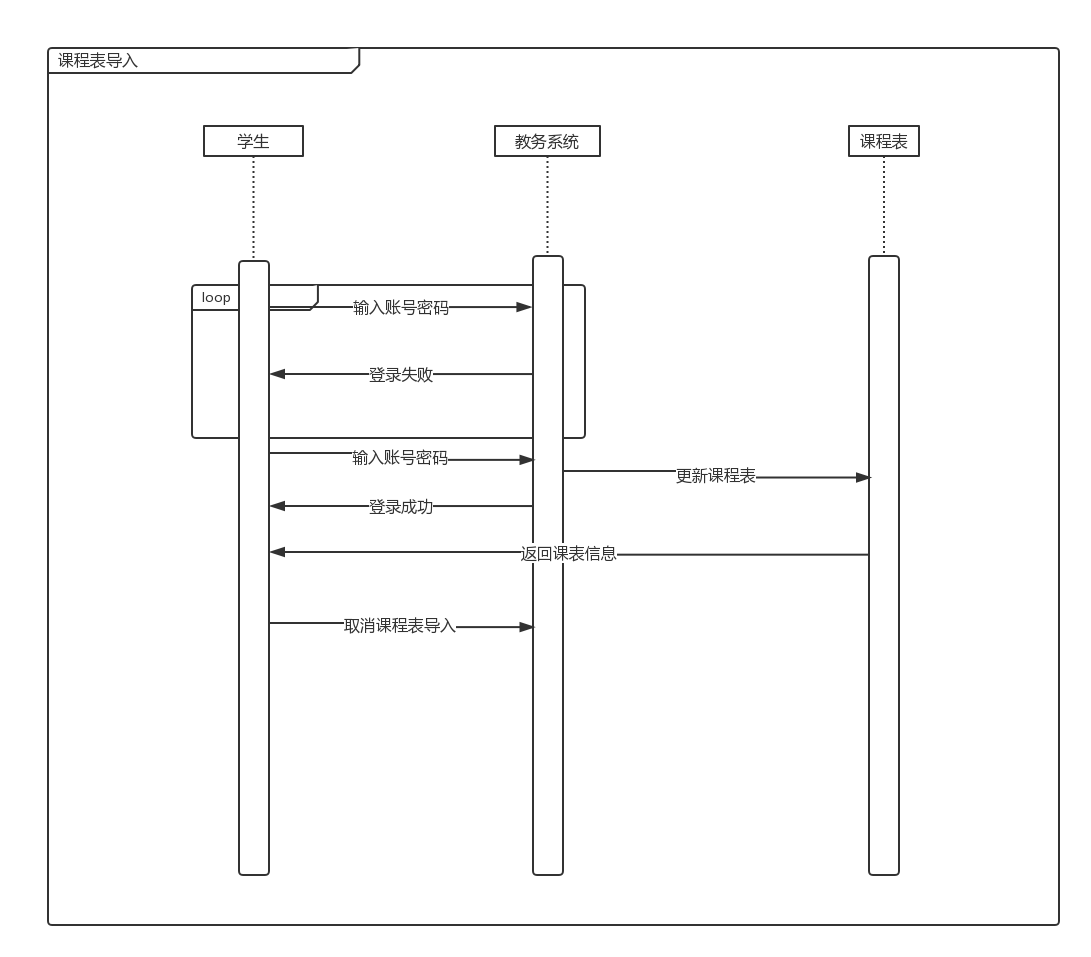 课程表导入
学生
教务系统
课程表
loop
输入账号密码
登录失败
输入账号密码
更新课程表
登录成功
返回课表信息
取消课程表导入